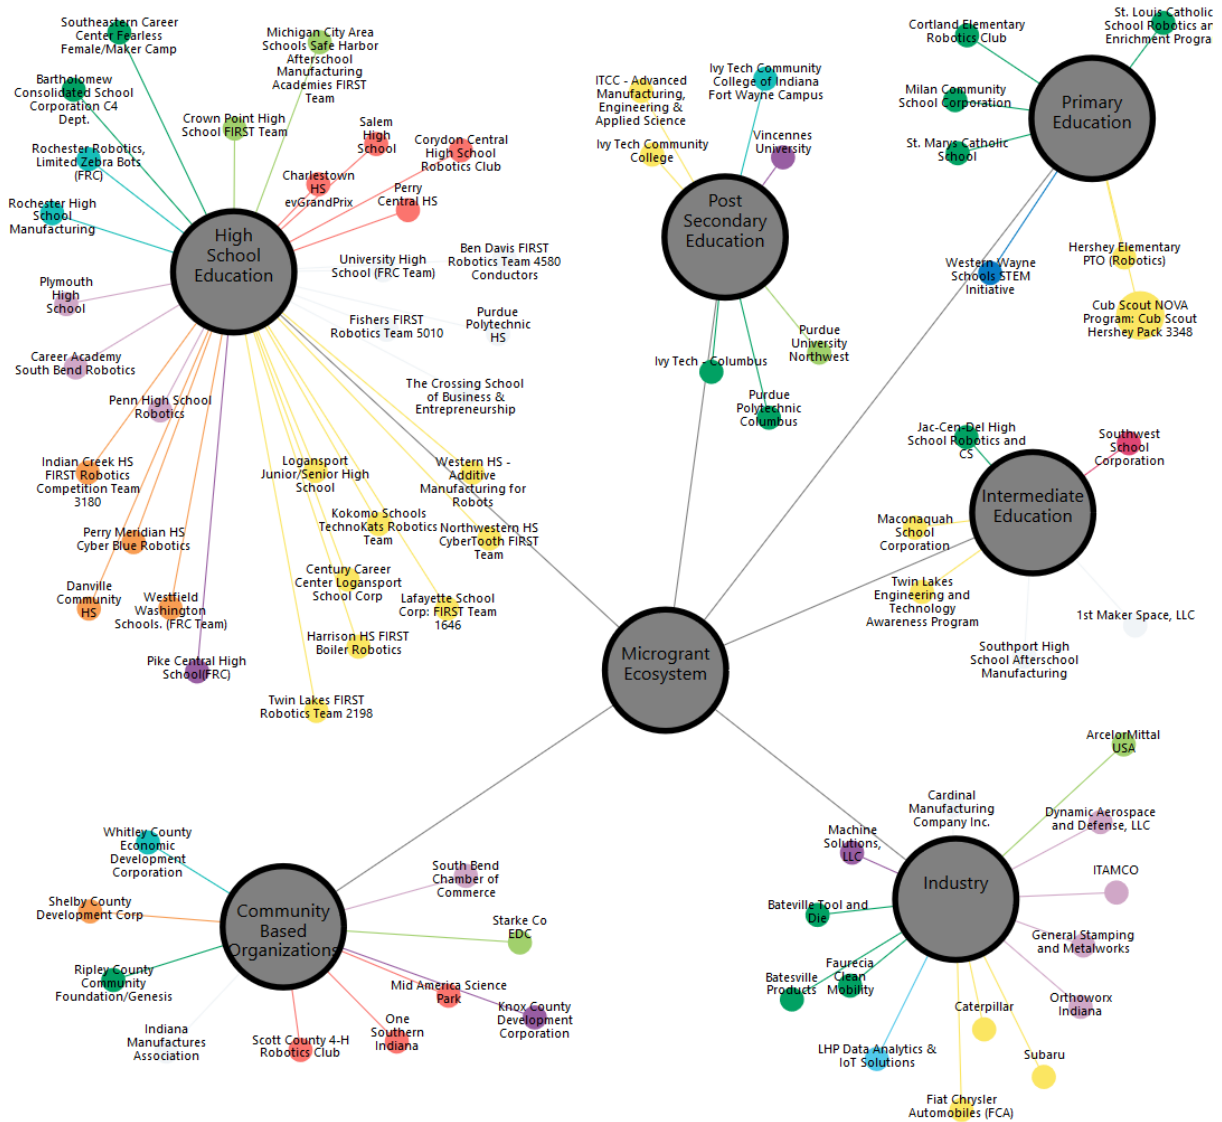 Southeastern Career
Center Fearless
Female/Maker Camp
Michigan City Area
Schools Safe Harbor
Afterschool
Manufacturing
Academies FIRST
Team
Bartholomew
Consolidated School
Corporation C4
Dept.
Crown Point High
School FIRST Team
Salem
High
School
Corydon Central
High School
Robotics Club
Rochester Robotics,
Limited Zebra Bots
(FRC)
Charlestown
HS
evGrandPrix
Perry
Central HS
Rochester High
School
Manufacturing
High
School
Education
University High
School (FRC Team)
Ben Davis FIRST
Robotics Team 4580
Conductors
Plymouth
High
School
Fishers FIRST
Robotics Team 5010
Purdue
Polytechnic
HS
Career Academy
South Bend Robotics
The Crossing School
of Business &
Entrepreneurship
Penn High School
Robotics
Indian Creek HS
FIRST Robotics
Competition Team
3180
Logansport
Junior/Senior High
School
Western HS -
Additive
Manufacturing for
Robots
Kokomo Schools
TechnoKats Robotics
Team
Northwestern HS
CyberTooth FIRST
Team
Perry Meridian HS
Cyber Blue Robotics
Century Career
Center Logansport
School Corp
Danville
Community
HS
Westfield
Washington
Schools. (FRC Team)
Lafayette School
Corp: FIRST Team
1646
Harrison HS FIRST
Boiler Robotics
Pike Central High
School(FRC)
Twin Lakes FIRST
Robotics Team 2198
ITCC - Advanced
Manufacturing,
Engineering &
Applied Science
Ivy Tech Community
College of Indiana
Fort Wayne Campus
Ivy Tech Community
College
Vincennes
University
Post
Secondary
Education
Ivy Tech - Columbus
Purdue
University
Northwest
Purdue
Polytechnic
Columbus
Cortland Elementary
Robotics Club
St. Louis Catholic
School Robotics an
Enrichment Progra
Milan Community
School Corporation
Primary
Education
St. Marys Catholic
School
Western Wayne
Schools STEM
Initiative
Hershey Elementary
PTO (Robotics)
Cub Scout NOVA
Program: Cub Scout
Hershey Pack 3348
Jac-Cen-Del High
School Robotics and
CS
Southwest
School
Corporation
Intermediate
Education
Maconaquah
School
Corporation
Twin Lakes
Engineering and
Technology
Awareness Program
1st Maker Space, LLC
Southport High
School Afterschool
Manufacturing
Microgrant
Ecosystem
Whitley County
Economic
Development
Corporation
South Bend
Chamber of
Commerce
Shelby County
Development Corp
Community
Based
Organizations
Starke Co
EDC
Ripley County
Community
Foundation/Genesis
Mid America Science
Park
Knox County
Development
Corporation
Indiana
Manufactures
Association
Scott County 4-H
Robotics Club
One
Southern
Indiana
ArcelorMittal
USA
Cardinal
Manufacturing
Company Inc.
Dynamic Aerospace
and Defense, LLC
Machine
Solutions,
LLC
Industry
ITAMCO
Bateville Tool and
Die
General Stamping
and Metalworks
Batesville
Products
Faurecia
Clean
Mobility
Caterpillar
Orthoworx
Indiana
LHP Data Analytics &
IoT Solutions
Subaru
Fiat Chrysler
Automobiles (FCA)